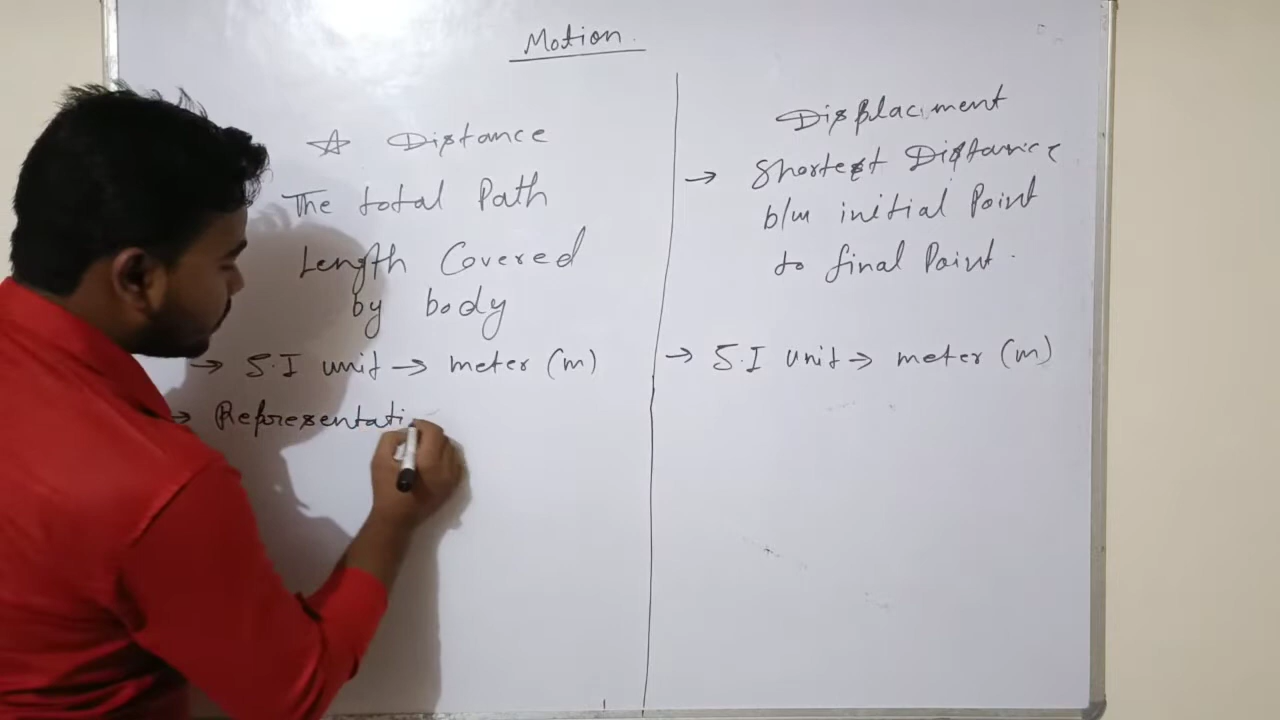 Motion.
☆ Distance
The total Path
Length Covered
by body
→ S.I unit → meter (m)
→ Representati
Displacement
→ Shortest Distance
b/w initial Point
to final Point.
→ S.I unit → meter (m)